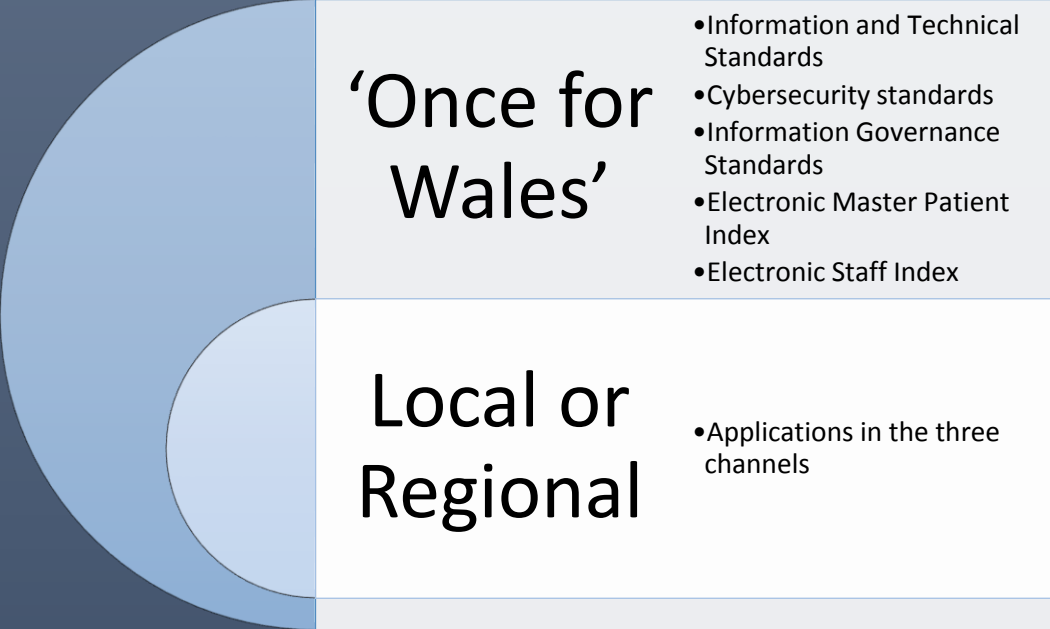 ‘Once for
Wales’
•Information and Technical
Standards
•Cybersecurity standards
•Information Governance
Standards
•Electronic Master Patient
Index
•Electronic Staff Index
Local or
Regional
•Applications in the three
channels